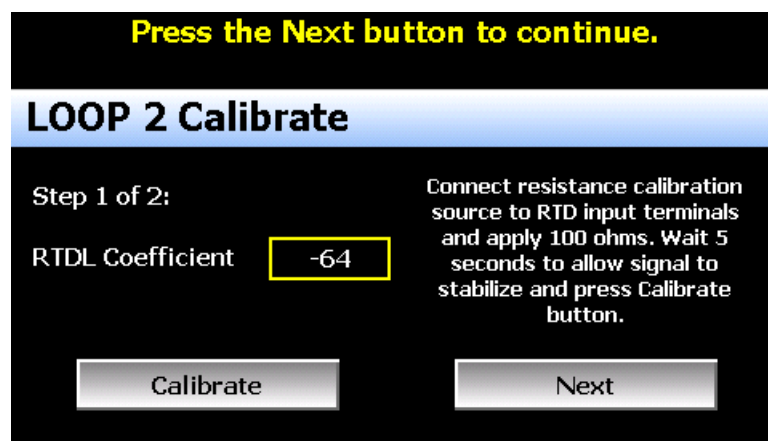 Press the Next button to continue.
LOOP 2 Calibrate
Step 1 of 2:
RTDL Coefficient
-64
Connect resistance calibration
source to RTD input terminals
and apply 100 ohms. Wait 5
seconds to allow signal to
stabilize and press Calibrate
button.
Calibrate
Next